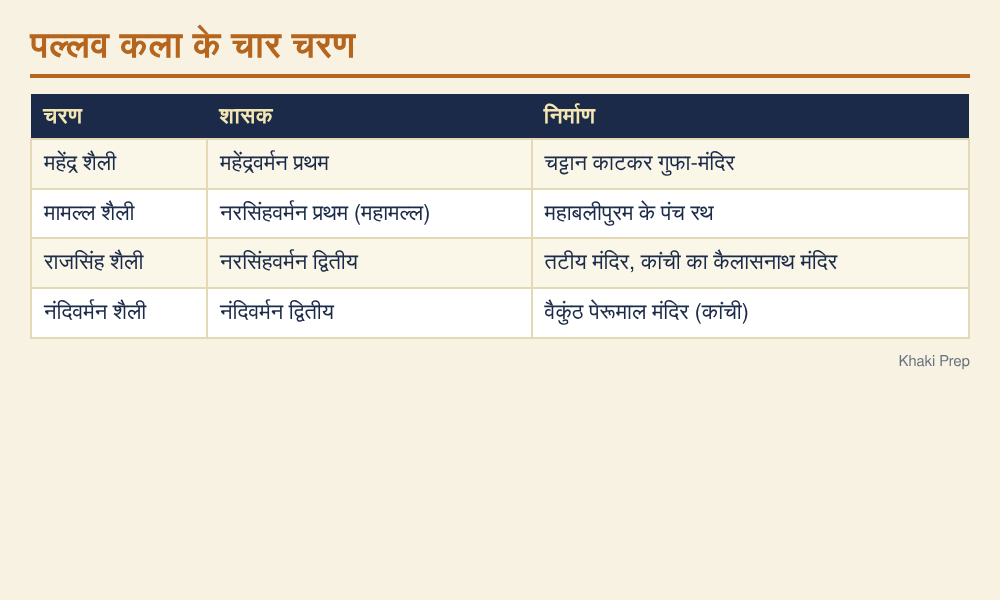 पल्लव कला के चार चरण
चरण शासक निर्माण
महेंद्र शैली महेंद्रवर्मन प्रथम चट्टान काटकर गुफा-मंदिर
मामल्ल शैली नरसिंहवर्मन प्रथम (महामल्ल) महाबलीपुरम के पंच रथ
राजसिंह शैली नरसिंहवर्मन द्वितीय तटीय मंदिर, कांची का कैलासनाथ मंदिर
नंदिवर्मन शैली नंदिवर्मन द्वितीय वैकुंठ पेरूमाल मंदिर (कांची)
Khaki Prep